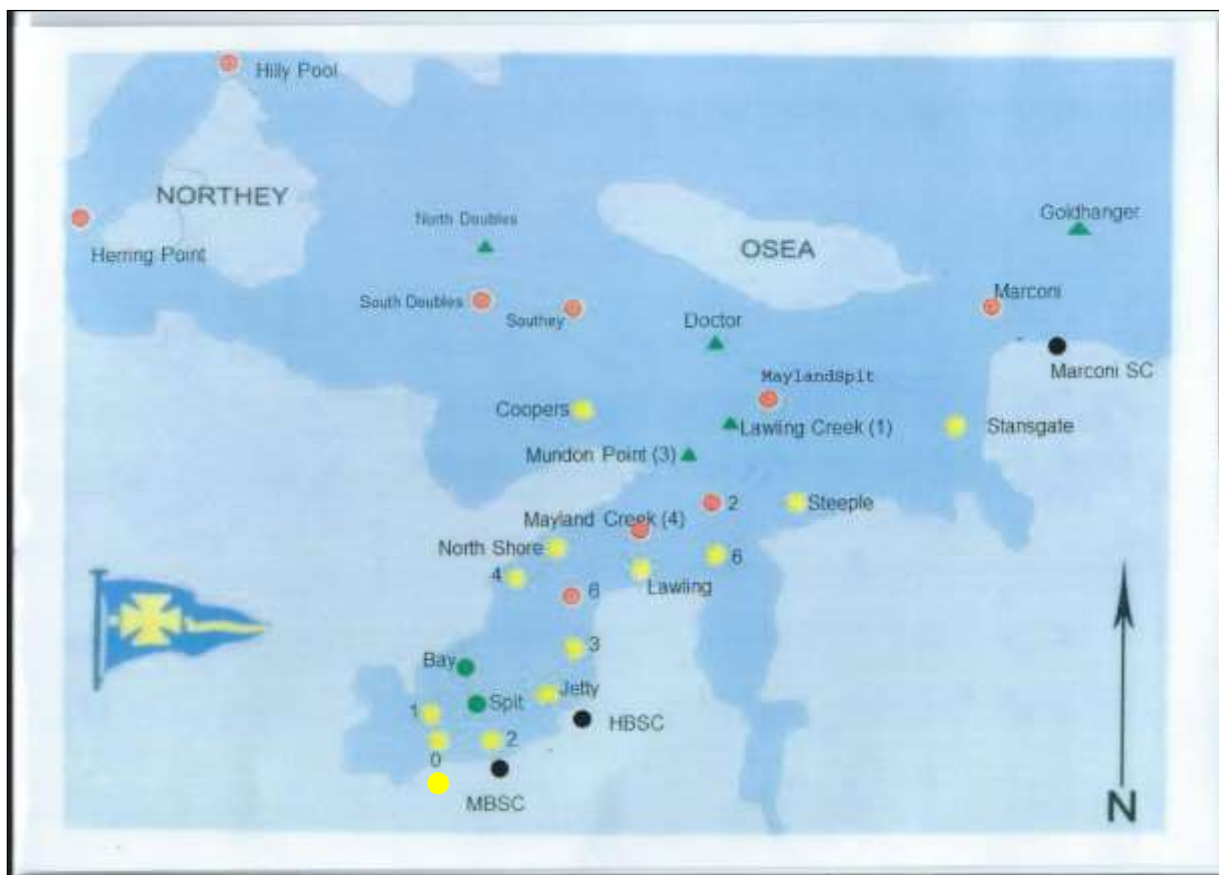 Hilly Pool
NORTHEY
Goldhanger
North Doubles
OSEA
Herring Point
Marconi
South Doubles
Southey
Doctor
Marconi SC
MaylandSpit
Coopers
Lawling Creek (1)
Stansgate
Mundon Point (3)
2
Steeple
Mayland Creek (4)
North Shore
6
4
Lawling
6
3
Bay
Jetty
Spit
1
HBSC
2
0
MBSC
N